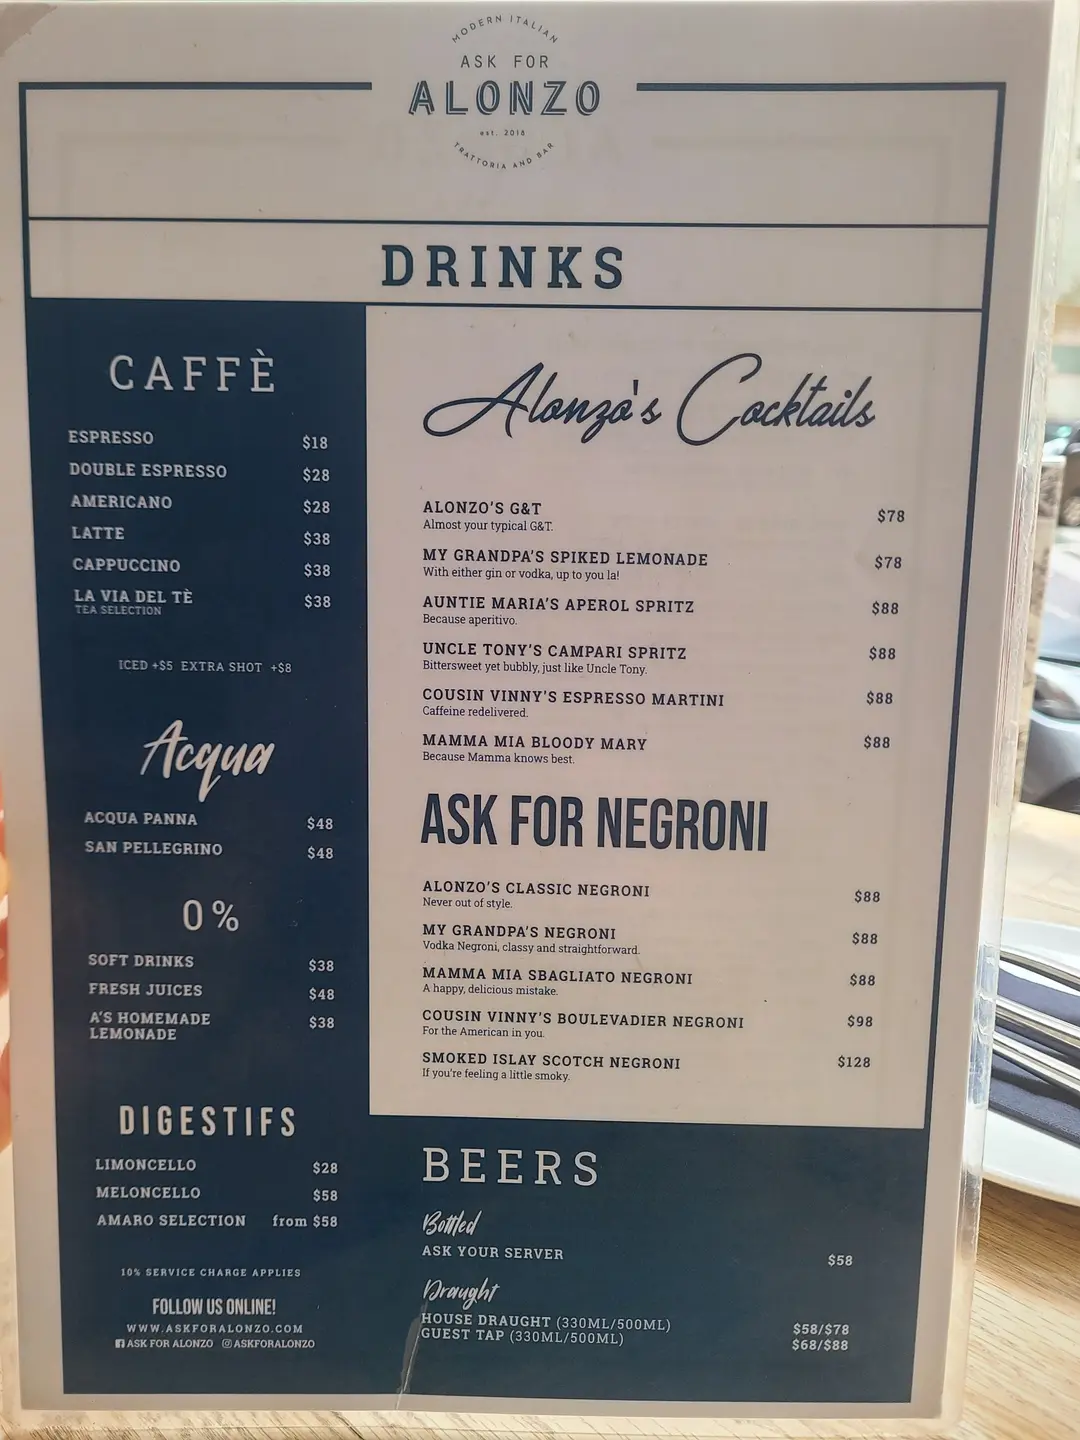 MODERN ITALIAN
ASK FOR
ALONZO
est. 2018
TRATTORIA AND BAR
DRINKS
CAFFÈ
ESPRESSO $18
DOUBLE ESPRESSO $28
AMERICANO $28
LATTE $38
CAPPUCCINO $38
LA VIA DEL TÈ $38
TEA SELECTION
ICED +$5 EXTRA SHOT +$8
Acqua
ACQUA PANNA $48
SAN PELLEGRINO $48
0%
SOFT DRINKS $38
FRESH JUICES $48
A'S HOMEMADE $38
LEMONADE
DIGESTIFS
LIMONCELLO $28
MELONCELLO $58
AMARO SELECTION from $58
10% SERVICE CHARGE APPLIES
FOLLOW US ONLINE!
WWW.ASKFORALONZO.COM
ASK FOR ALONZO ASKFORALONZO
Alonzo's Cocktails
ALONZO'S G&T $78
Almost your typical G&T.
MY GRANDPA'S SPIKED LEMONADE $78
With either gin or vodka, up to you la!
AUNTIE MARIA'S APEROL SPRITZ $88
Because aperitivo.
UNCLE TONY'S CAMPARI SPRITZ $88
Bittersweet yet bubbly, just like Uncle Tony.
COUSIN VINNY'S ESPRESSO MARTINI $88
Caffeine redelivered.
MAMMA MIA BLOODY MARY $88
Because Mamma knows best.
ASK FOR NEGRONI
ALONZO'S CLASSIC NEGRONI $88
Never out of style.
MY GRANDPA'S NEGRONI $88
Vodka Negroni, classy and straightforward.
MAMMA MIA SBAGLIATO NEGRONI $88
A happy, delicious mistake.
COUSIN VINNY'S BOULEVADIER NEGRONI $98
For the American in you.
SMOKED ISLAY SCOTCH NEGRONI $128
If you're feeling a little smoky.
BEERS
Bottled
ASK YOUR SERVER $58
Draught
HOUSE DRAUGHT (330ML/500ML) $58/$78
GUEST TAP (330ML/500ML) $68/$88